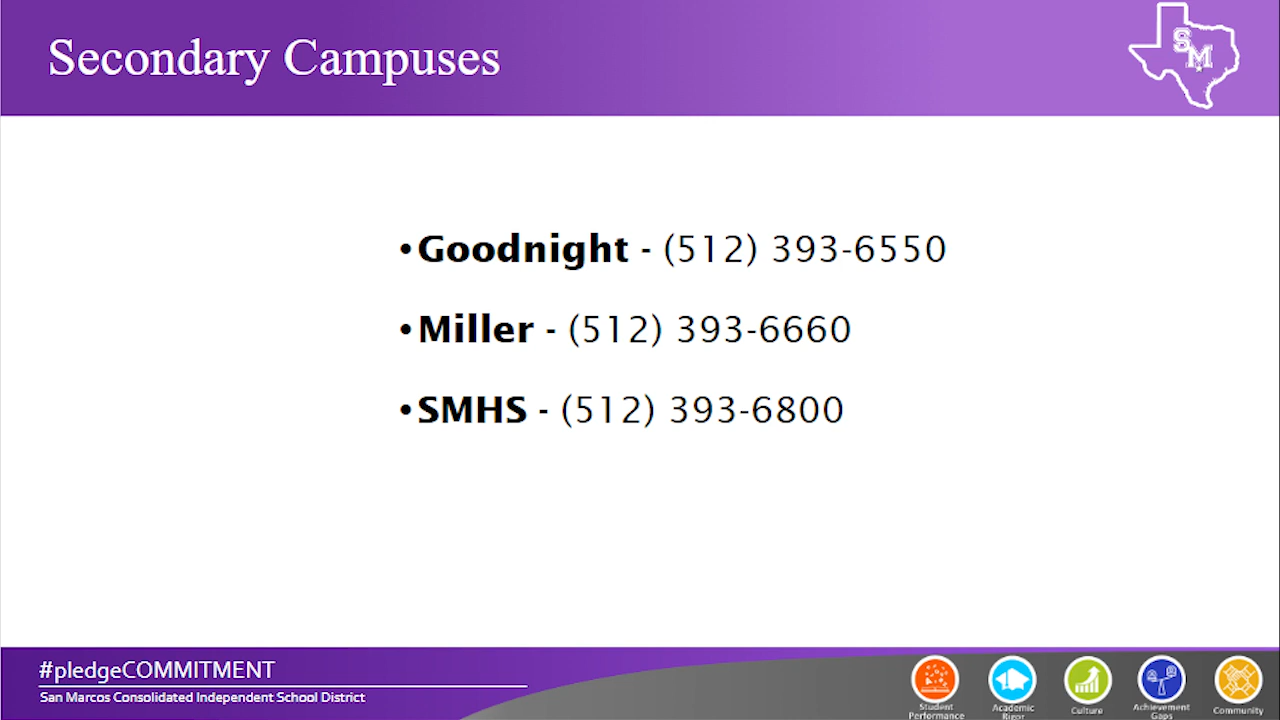 Secondary Campuses
SM
•Goodnight - (512) 393-6550
•Miller - (512) 393-6660
•SMHS - (512) 393-6800
#pledgeCOMMITMENT
San Marcos Consolidated Independent School District
Student
Performance
Academic
Rigor
Culture
Achievement
Gaps
Community